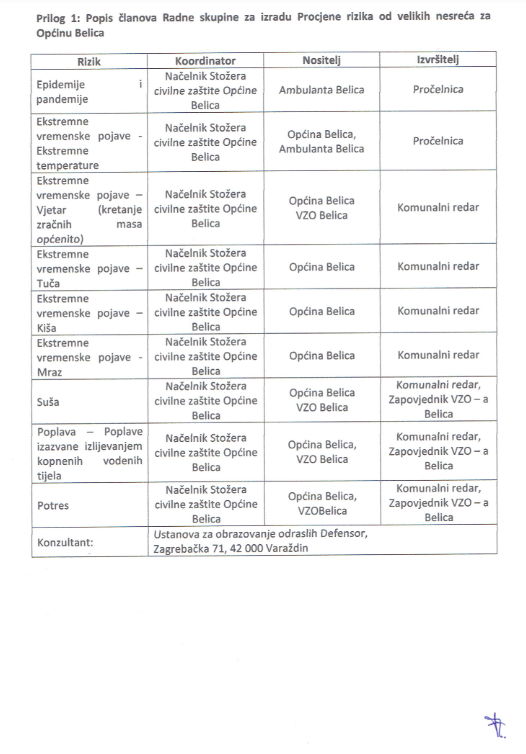 Prilog 1: Popis članova Radne skupine za izradu Procjene rizika od velikih nesreća za
Općinu Belica
Rizik Koordinator Nositelj Izvršitelj
Epidemije i
pandemije
Načelnik Stožera
civilne zaštite Općine
Belica
Ambulanta Belica
Pročelnica
Ekstremne
vremenske pojave -
Ekstremne
temperature
Načelnik Stožera
civilne zaštite Općine
Belica
Općina Belica,
Ambulanta Belica
Pročelnica
Ekstremne
vremenske pojave –
Vjetar (kretanje
zračnih masa
općenito)
Načelnik Stožera
civilne zaštite Općine
Belica
Općina Belica
VZO Belica
Komunalni redar
Ekstremne
vremenske pojave –
Tuča
Načelnik Stožera
civilne zaštite Općine
Belica
Općina Belica
Komunalni redar
Ekstremne
vremenske pojave –
Kiša
Načelnik Stožera
civilne zaštite Općine
Belica
Općina Belica
Komunalni redar
Ekstremne
vremenske pojave -
Mraz
Načelnik Stožera
civilne zaštite Općine
Belica
Općina Belica
Komunalni redar
Suša
Načelnik Stožera
civilne zaštite Općine
Belica
Općina Belica
VZO Belica
Komunalni redar,
Zapovjednik VZO – a
Belica
Poplava – Poplave
izazvane izlijevanjem
kopnenih vodenih
tijela
Načelnik Stožera
civilne zaštite Općine
Belica
Općina Belica,
VZO Belica
Komunalni redar,
Zapovjednik VZO – a
Belica
Potres
Načelnik Stožera
civilne zaštite Općine
Belica
Općina Belica,
VZOBelica
Komunalni redar,
Zapovjednik VZO – a
Belica
Konzultant:
Ustanova za obrazovanje odraslih Defensor,
Zagrebačka 71, 42 000 Varaždin